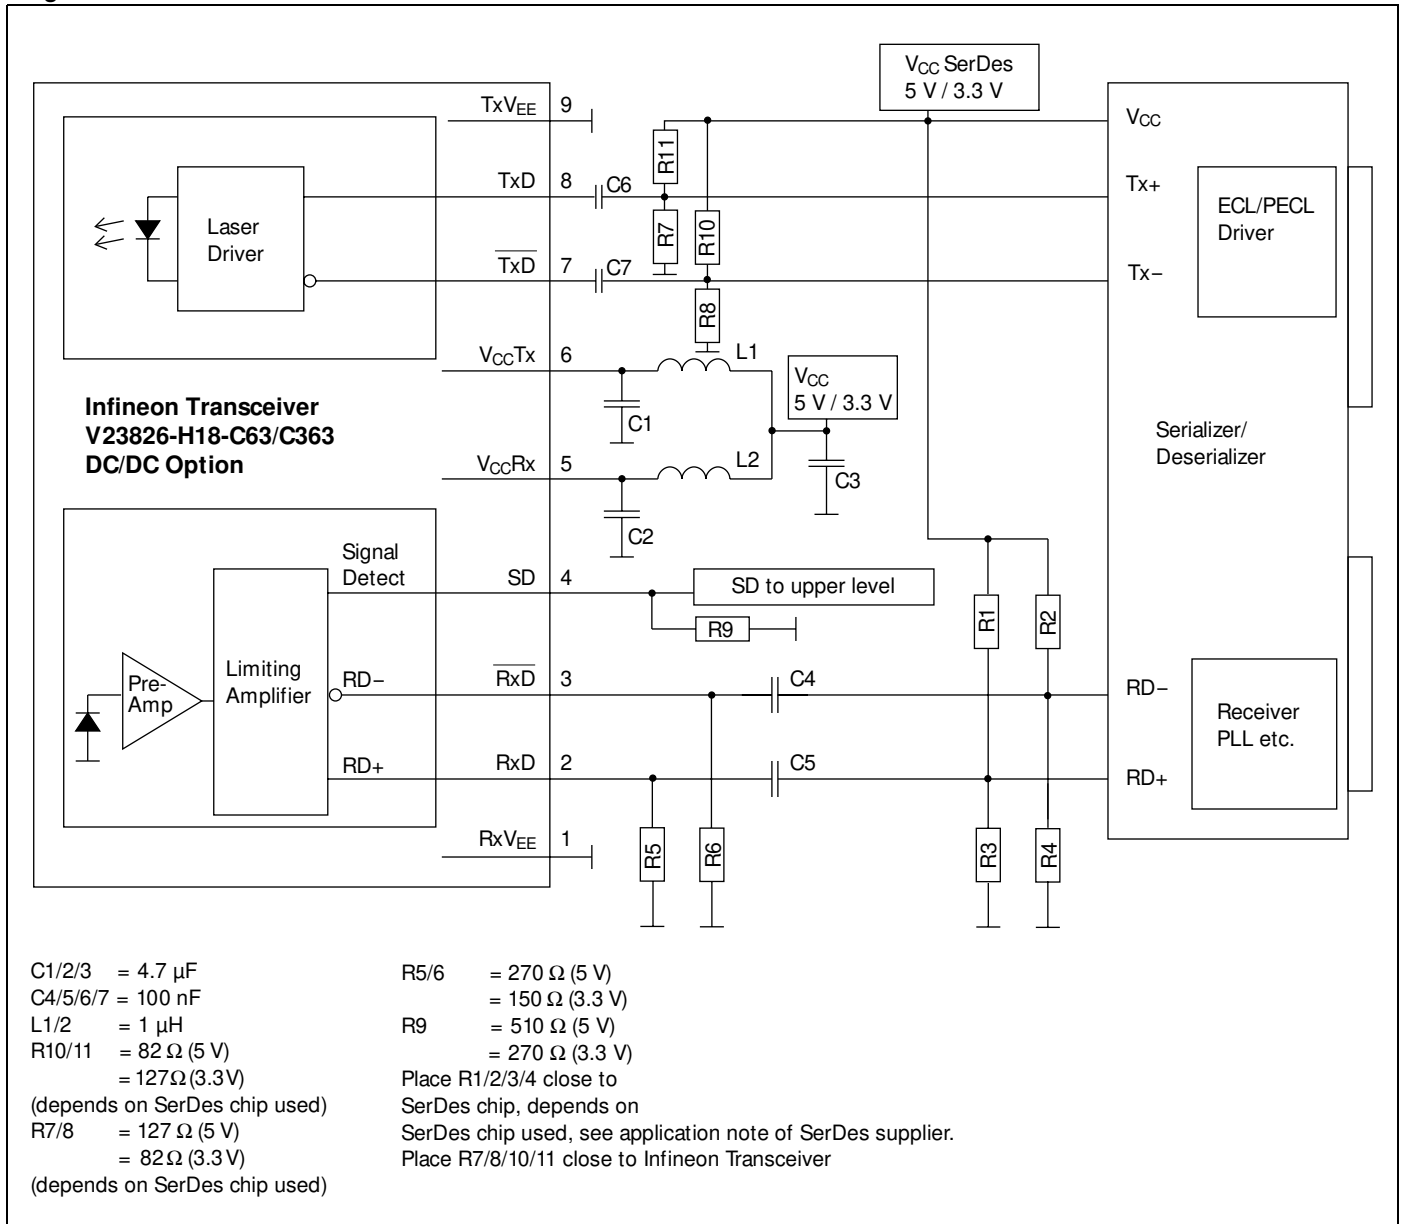 V_CC SerDes
5 V / 3.3 V
TxV_EE 9
V_CC
R11
TxD 8
C6
Tx+
Laser
Driver
R7
R10
ECL/PECL
Driver
TxD 7
C7
Tx−
R8
V_CCTx 6
L1
V_CC
5 V / 3.3 V
C1
Infineon Transceiver
V23826-H18-C63/C363
DC/DC Option
Serializer/
Deserializer
V_CCRx 5
L2
C3
C2
Signal
Detect
SD 4
SD to upper level
R9
R1
R2
Pre-
Amp
Limiting
Amplifier
RD−
RxD 3
C4
RD−
Receiver
PLL etc.
RD+
RxD 2
C5
RD+
RxV_EE 1
R5
R6
R3
R4
C1/2/3 = 4.7 µF
C4/5/6/7 = 100 nF
L1/2 = 1 µH
R10/11 = 82 Ω (5 V)
= 127Ω (3.3 V)
(depends on SerDes chip used)
R7/8 = 127 Ω (5 V)
= 82Ω (3.3 V)
(depends on SerDes chip used)
R5/6 = 270 Ω (5 V)
= 150 Ω (3.3 V)
R9 = 510 Ω (5 V)
= 270 Ω (3.3 V)
Place R1/2/3/4 close to
SerDes chip, depends on
SerDes chip used, see application note of SerDes supplier.
Place R7/8/10/11 close to Infineon Transceiver